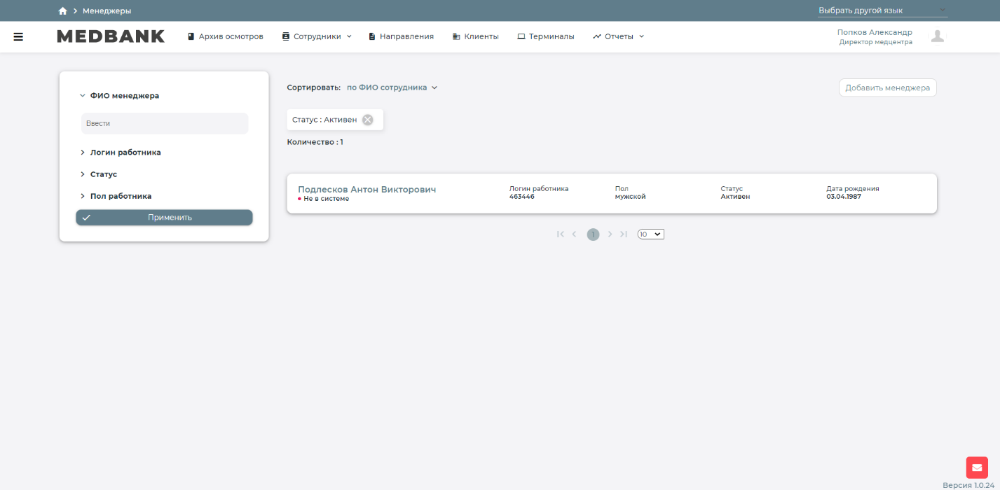 Менеджеры
Выбрать другой язык
MEDBANK
Архив осмотров
Сотрудники
Направления
Клиенты
Терминалы
Отчеты
Попков Александр
Директор медцентра
ФИО менеджера
Ввести
Логин работника
Статус
Пол работника
Применить
Сортировать: по ФИО сотрудника
Добавить менеджера
Статус : Активен
Количество : 1
Подлесков Антон Викторович
Не в системе
Логин работника
463446
Пол
мужской
Статус
Активен
Дата рождения
03.04.1987
1
10
Версия 1.0.24